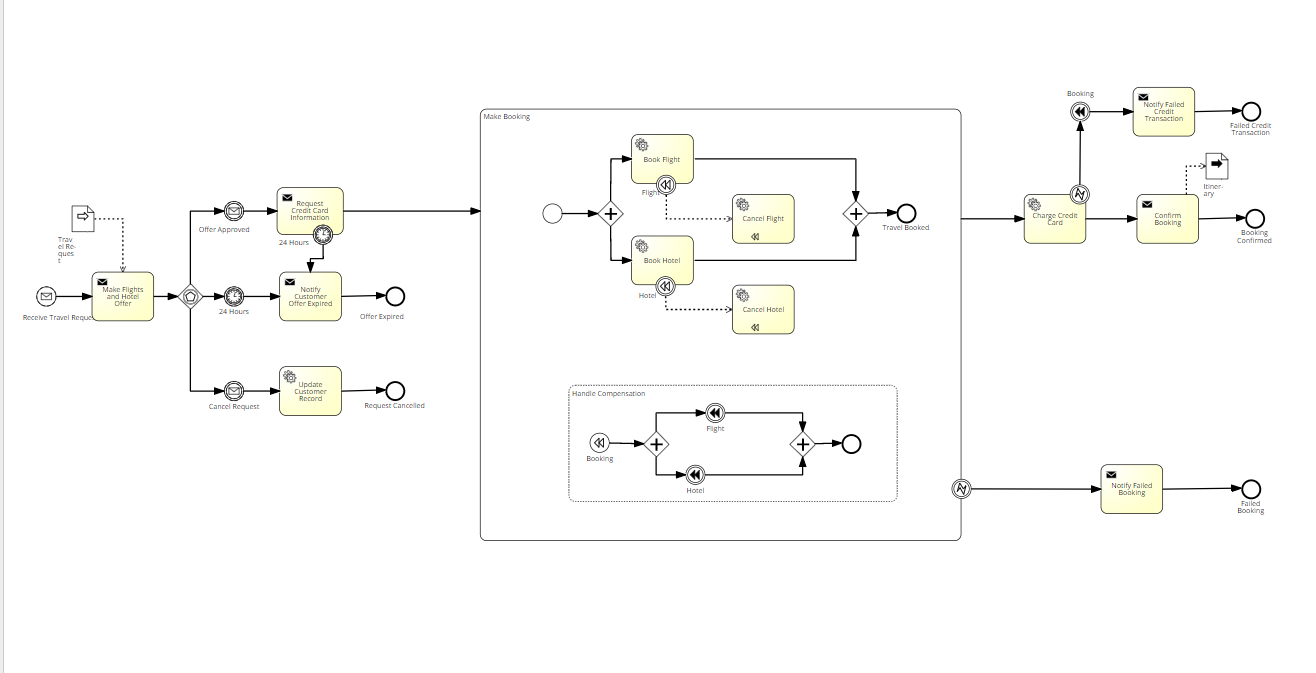 Trav
el Re-
ques
t
Receive Travel Reque
Make Flights
and Hotel
Offer
Offer Approved
24 Hours
Cancel Request
Request
Credit Card
Information
24 Hours
Notify
Customer
Offer Expired
Offer Expired
Update
Customer
Record
Request Cancelled
Make Booking
Book Flight
Flight
Cancel Flight
Book Hotel
Hotel
Cancel Hotel
Travel Booked
Handle Compensation
Booking
Flight
Hotel
Booking
Notify Failed
Credit
Transaction
Failed Credit
Transaction
Charge Credit
Card
Itiner-
ary
Confirm
Booking
Booking
Confirmed
Notify Failed
Booking
Failed
Booking